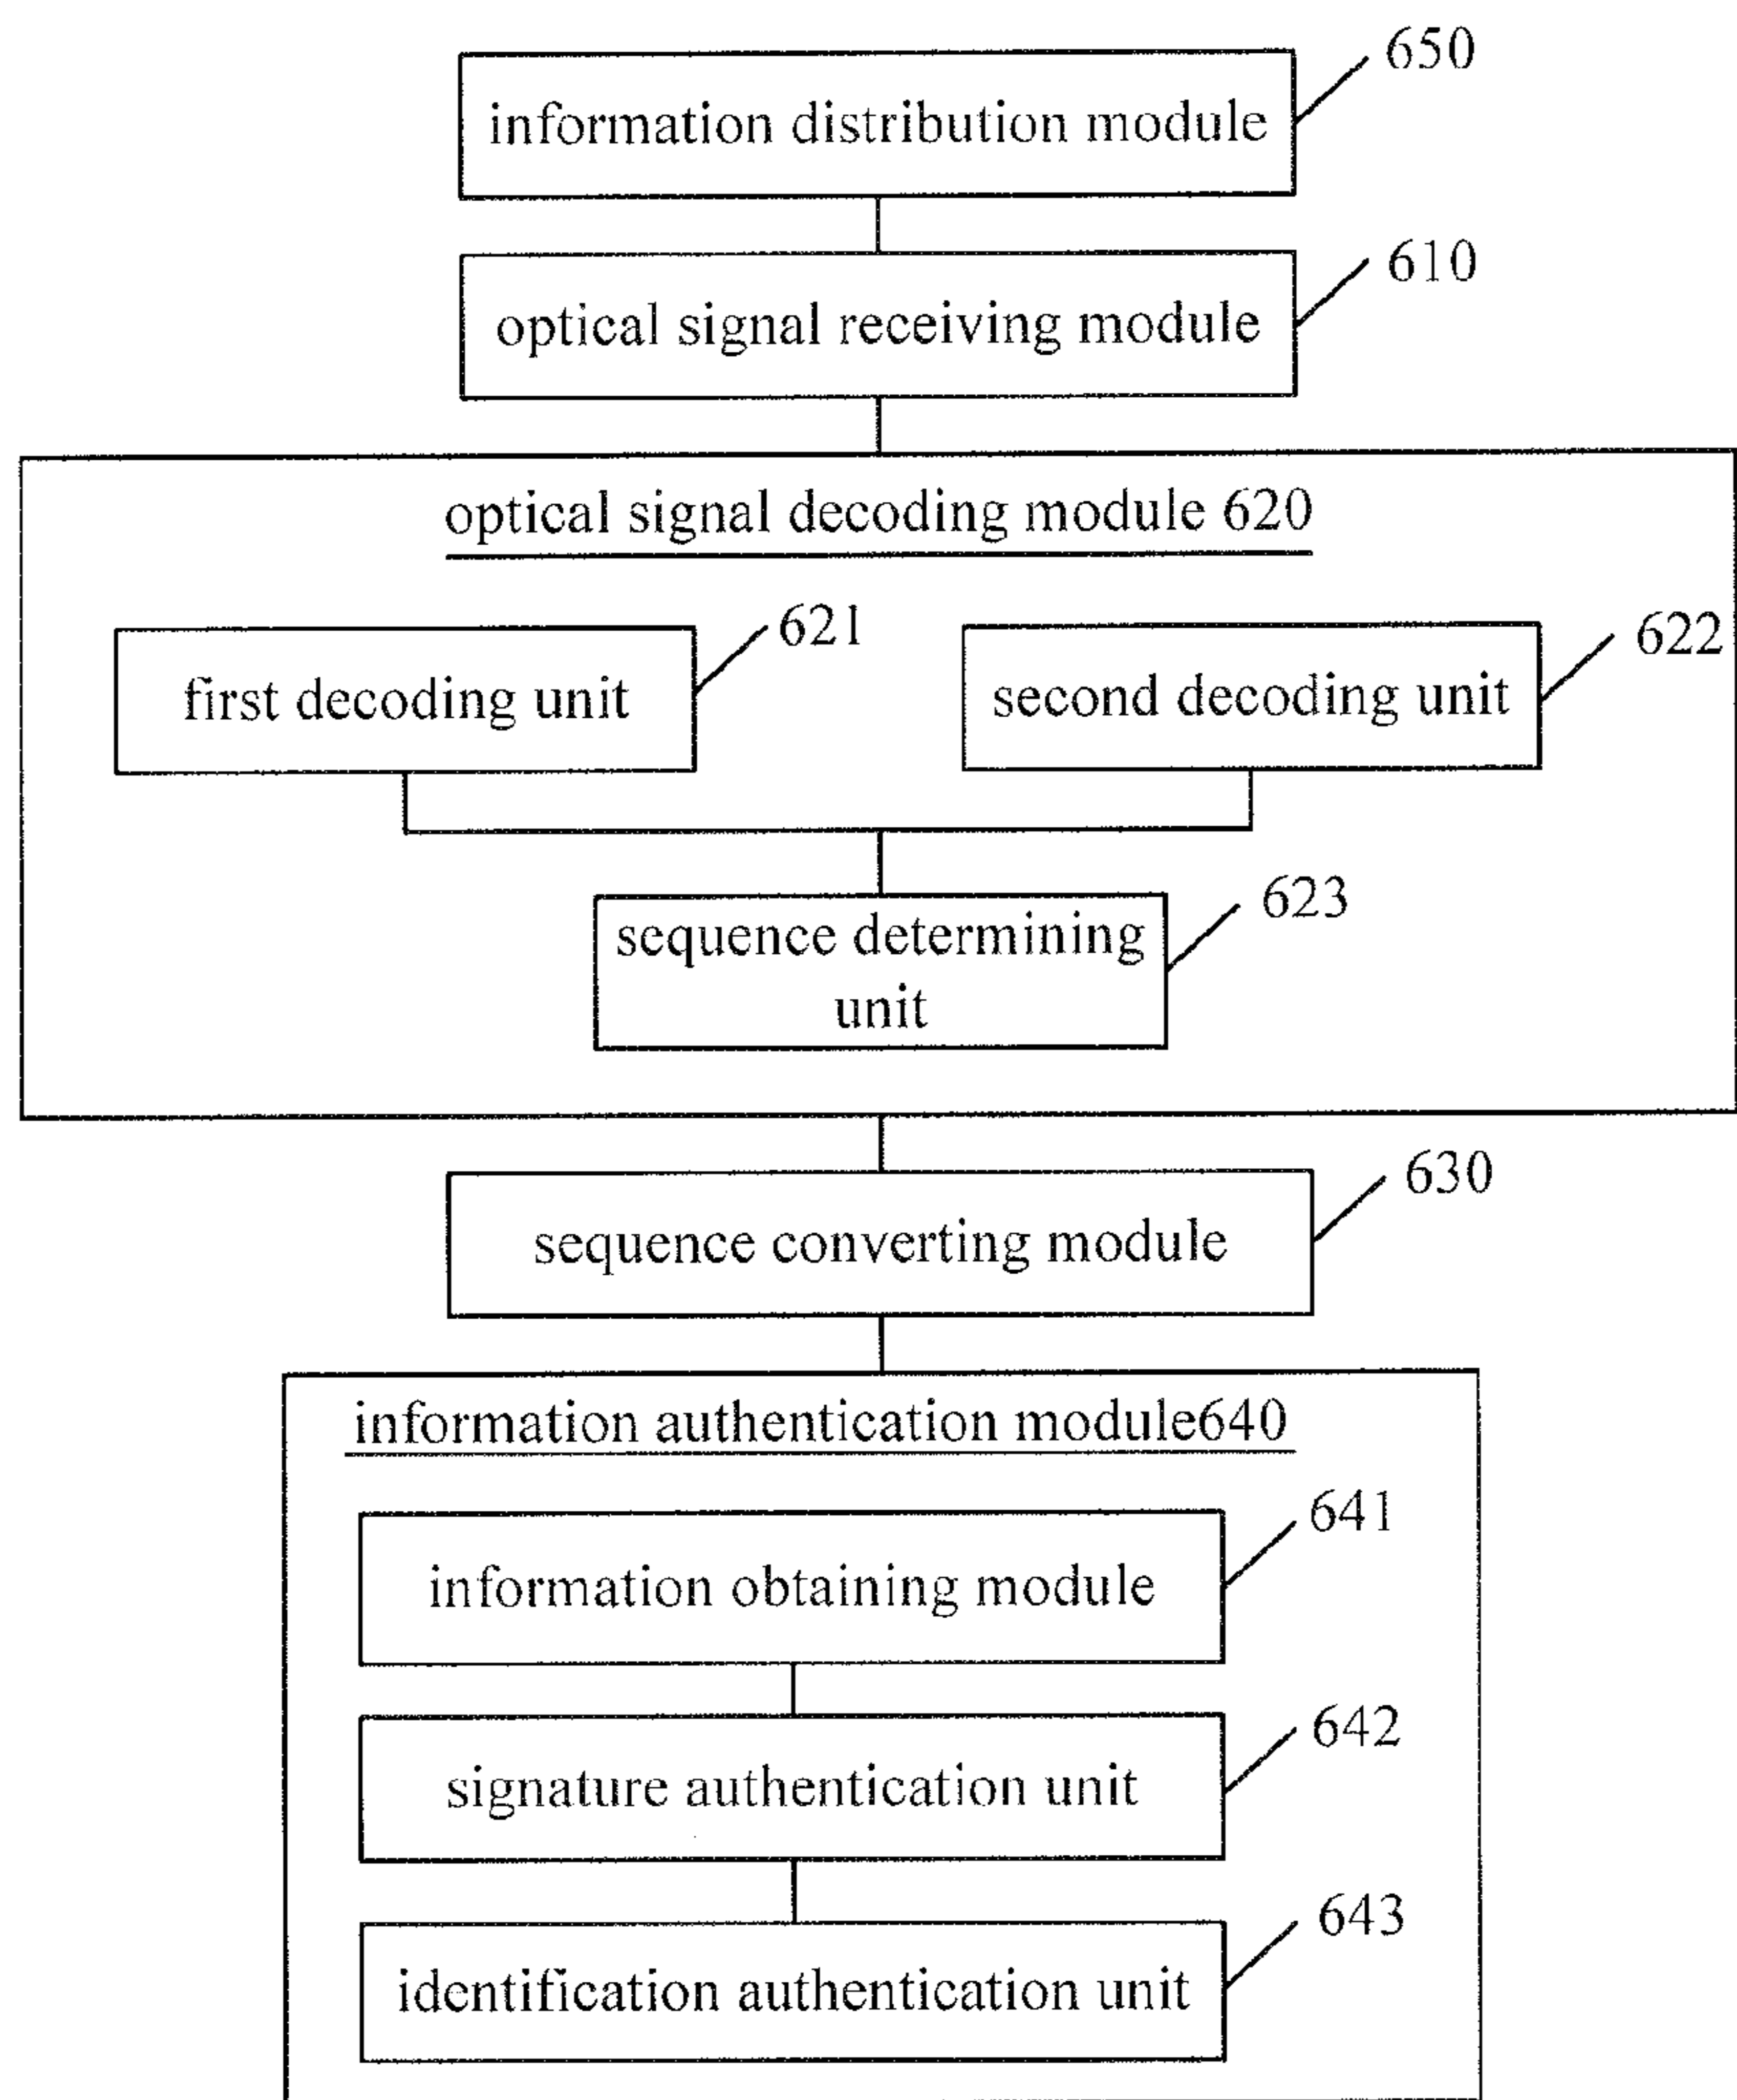 650
information distribution module
610
optical signal receiving module
optical signal decoding module 620
621
622
first decoding unit
second decoding unit
623
sequence determining
unit
630
sequence converting module
information authentication module640
641
information obtaining module
642
signature authentication unit
643
identification authentication unit